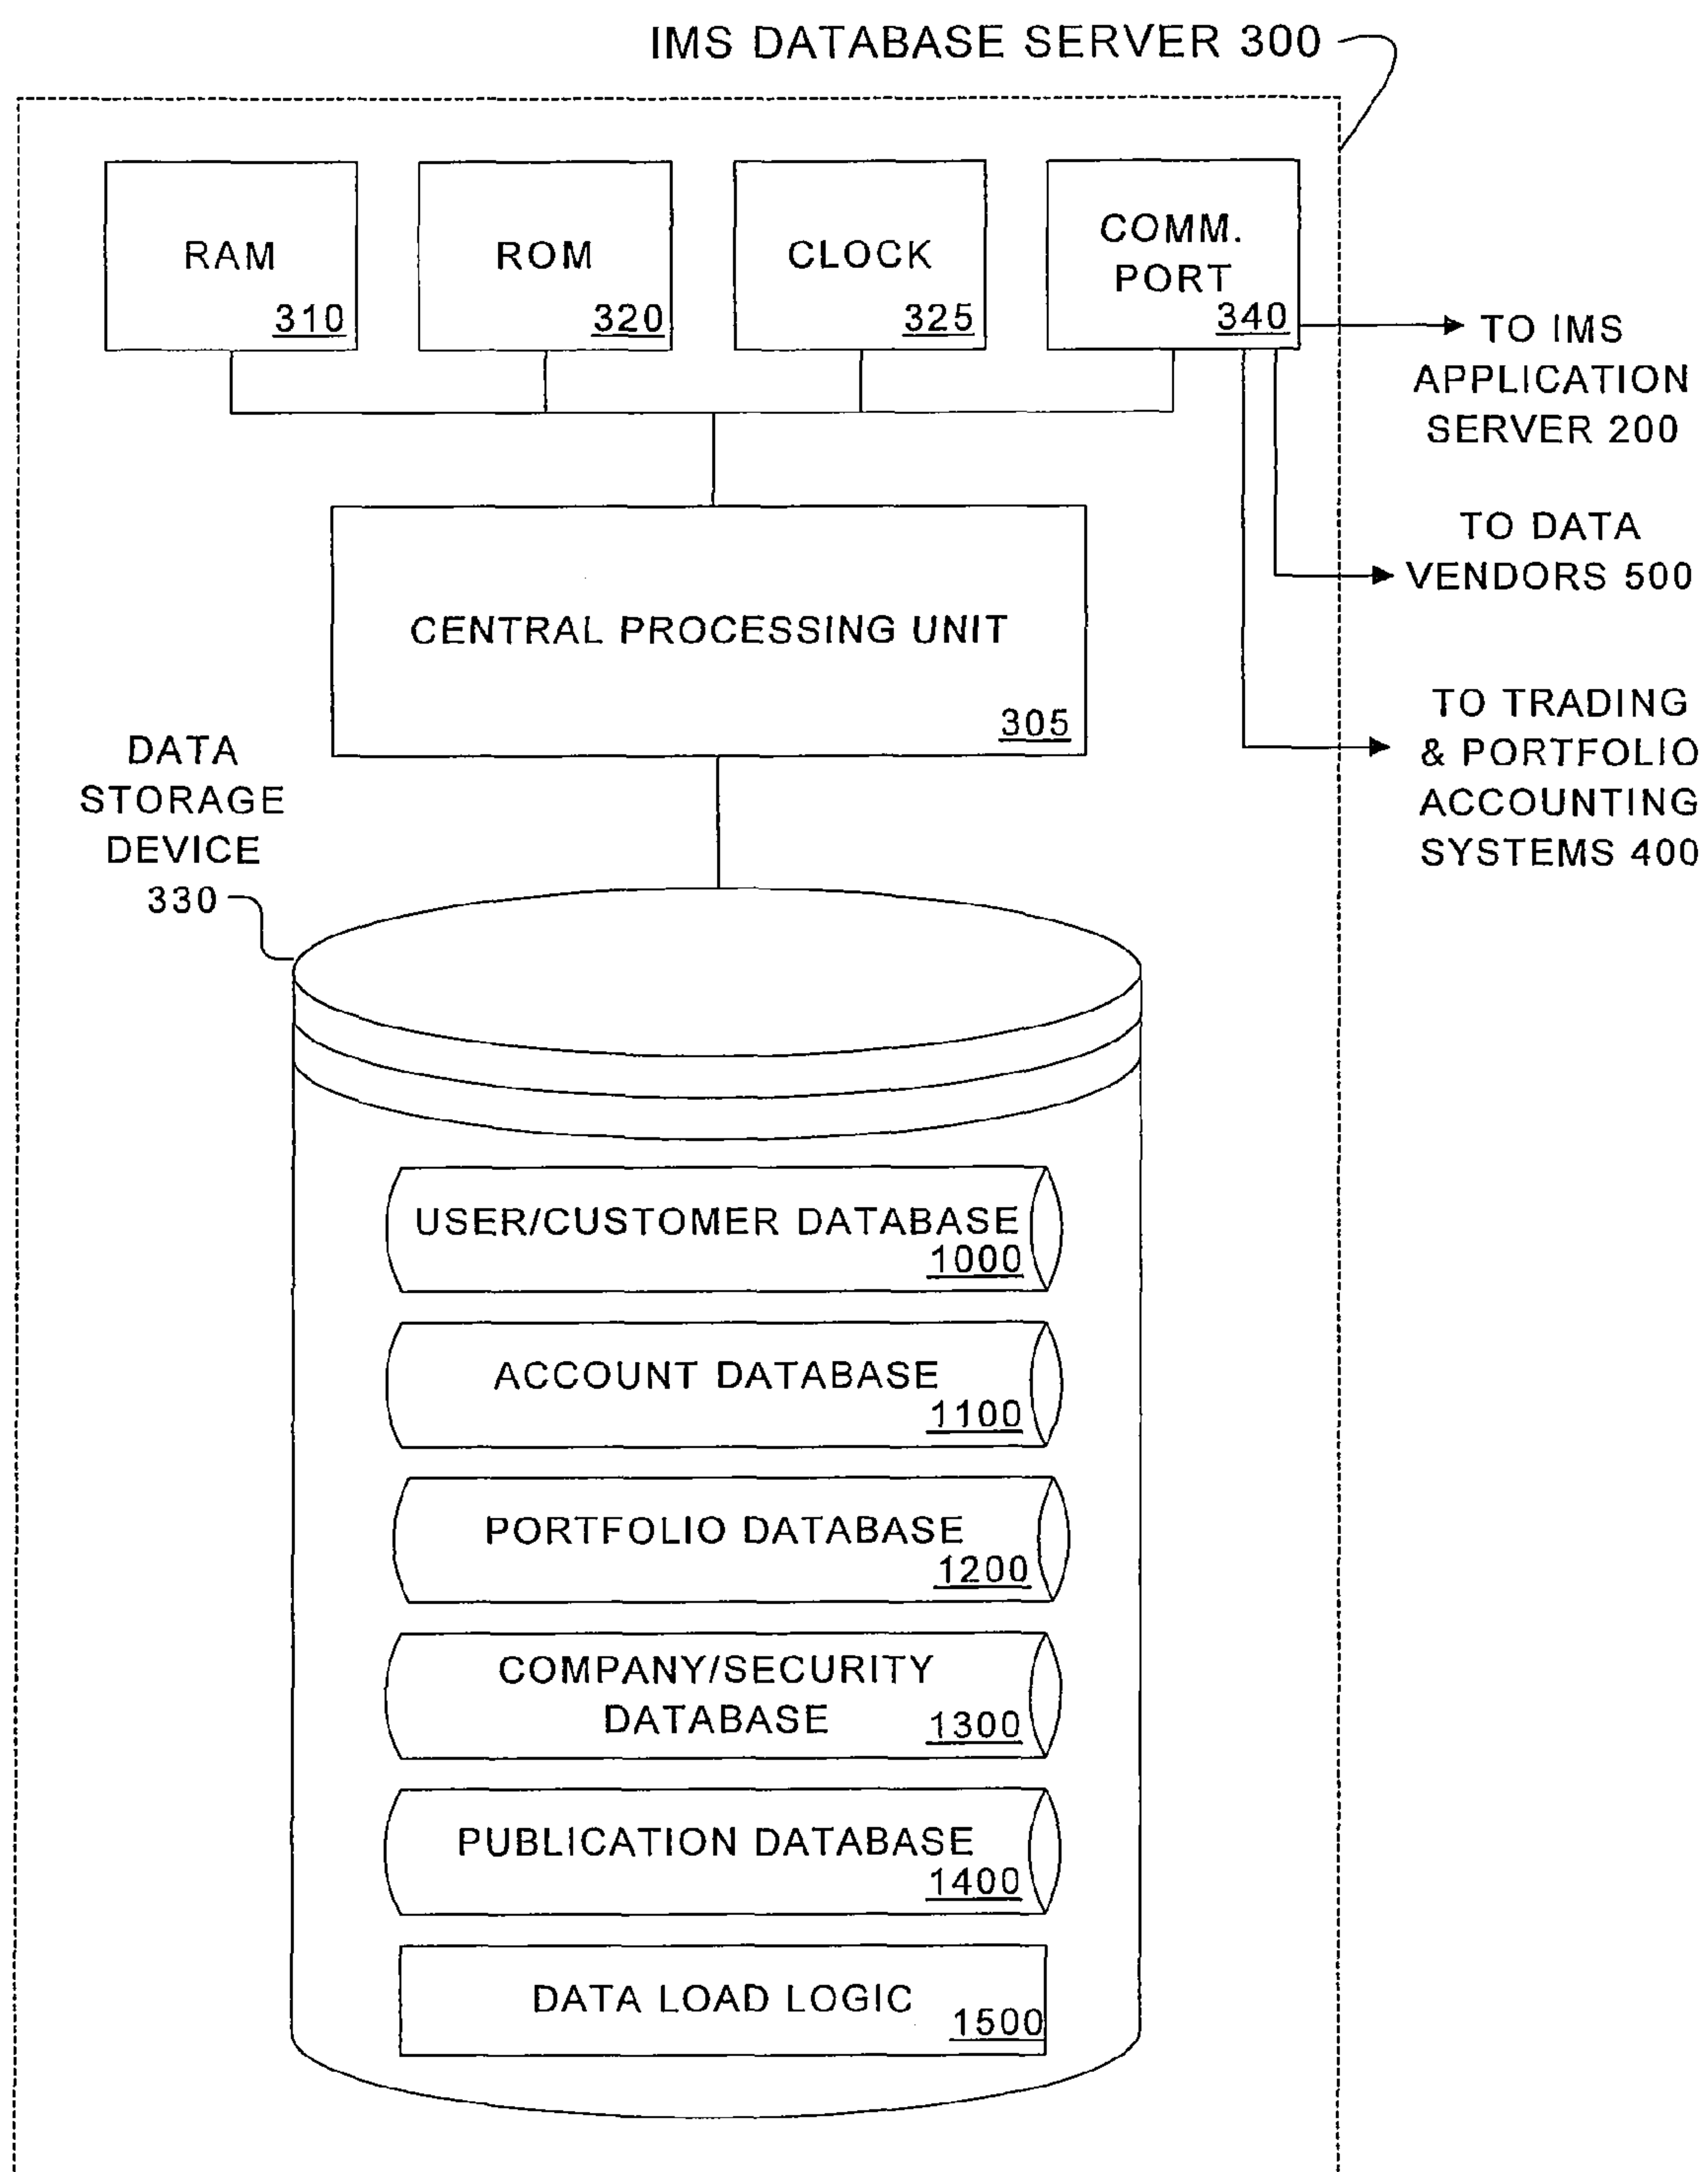 IMS DATABASE SERVER 300
RAM
310
ROM
320
CLOCK
325
COMM.
PORT
340
TO IMS
APPLICATION
SERVER 200
TO DATA
VENDORS 500
TO TRADING
& PORTFOLIO
ACCOUNTING
SYSTEMS 400
CENTRAL PROCESSING UNIT
305
DATA
STORAGE
DEVICE
330
USER/CUSTOMER DATABASE
1000
ACCOUNT DATABASE
1100
PORTFOLIO DATABASE
1200
COMPANY/SECURITY
DATABASE
1300
PUBLICATION DATABASE
1400
DATA LOAD LOGIC
1500